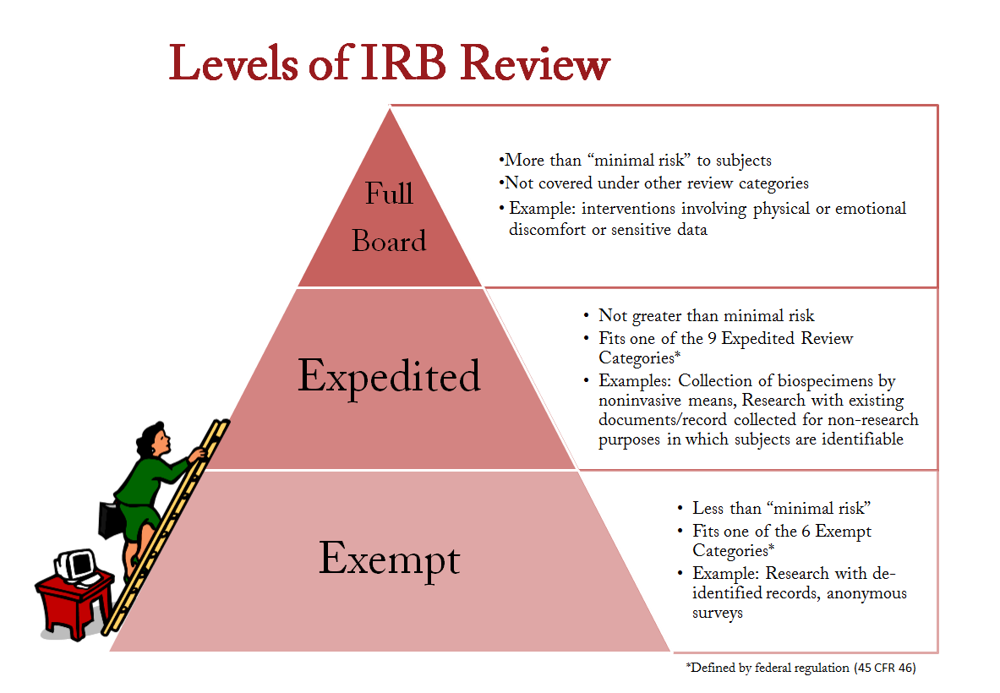 Levels of IRB Review
Full
Board
•More than “minimal risk” to subjects
•Not covered under other review categories
• Example: interventions involving physical or emotional
discomfort or sensitive data
Expedited
• Not greater than minimal risk
• Fits one of the 9 Expedited Review
Categories*
• Examples: Collection of biospecimens by
noninvasive means, Research with existing
documents/record collected for non-research
purposes in which subjects are identifiable
Exempt
• Less than “minimal risk”
• Fits one of the 6 Exempt
Categories*
• Example: Research with de-
identified records, anonymous
surveys
*Defined by federal regulation (45 CFR 46)